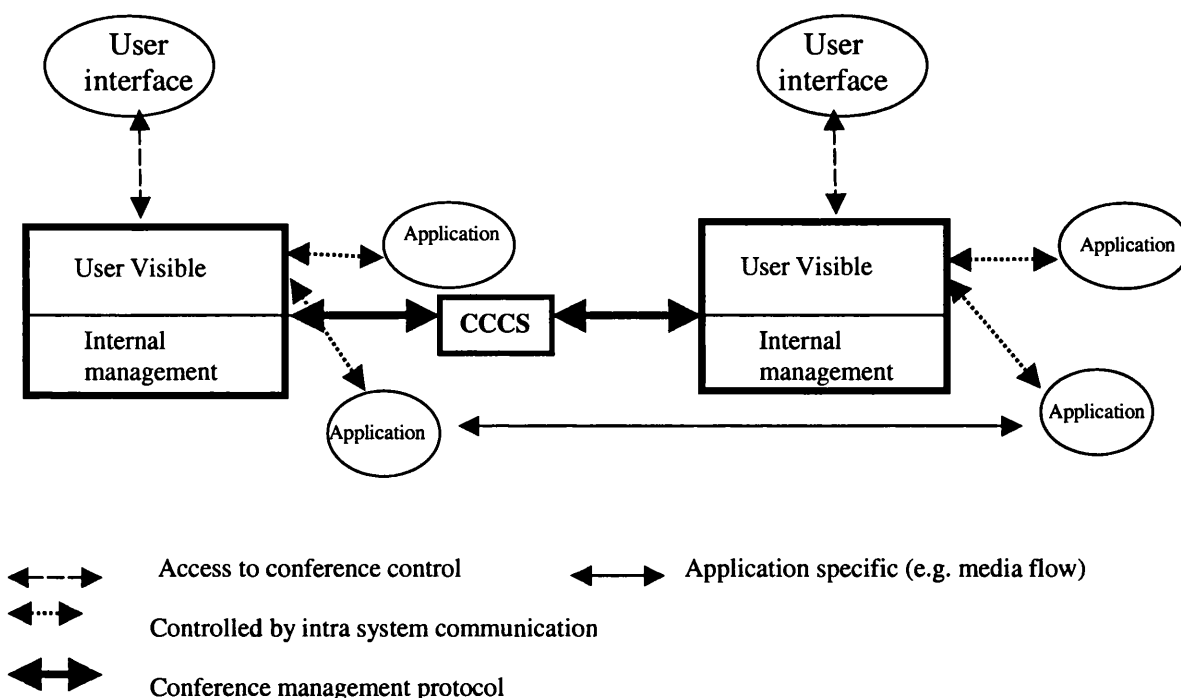 User
interface
User
interface
User Visible
Internal
management
Application
Application
CCCS
User Visible
Internal
management
Application
Application
Access to conference control
Application specific (e.g. media flow)
Controlled by intra system communication
Conference management protocol